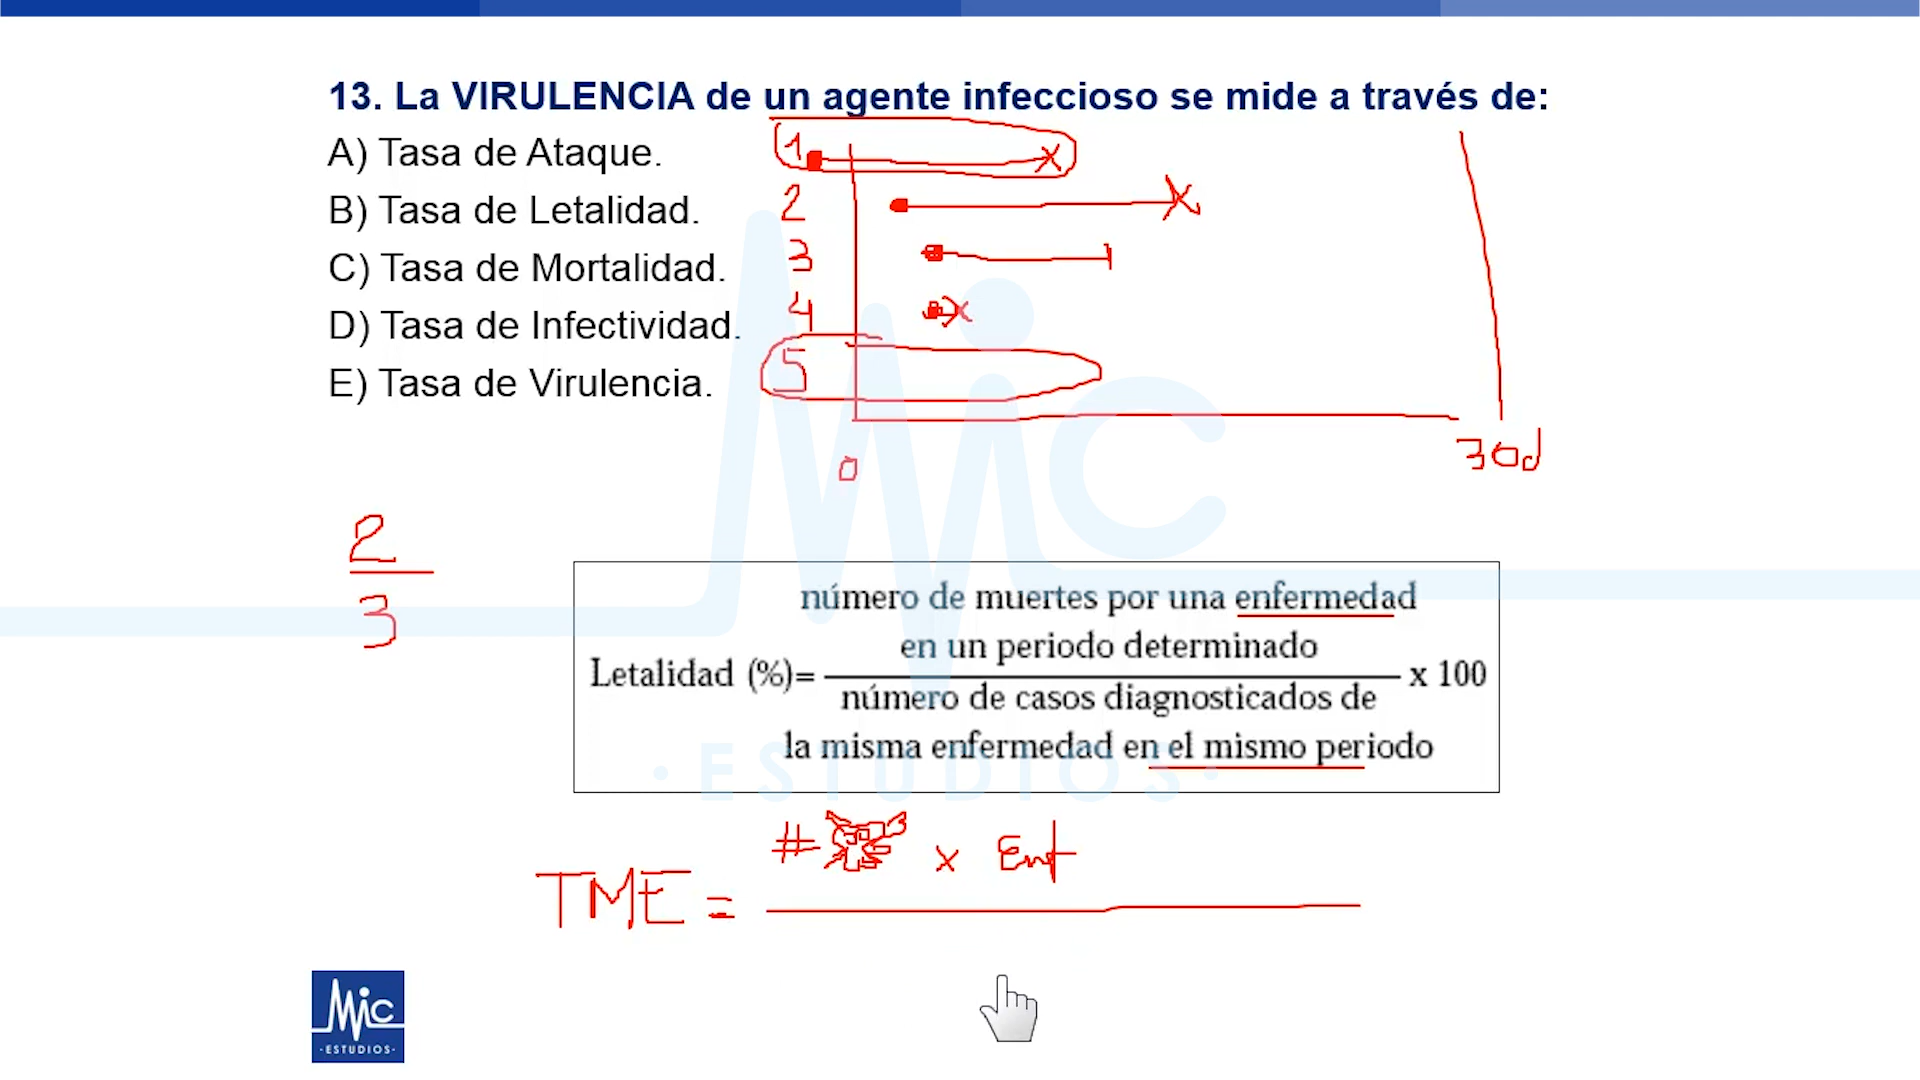 13. La VIRULENCIA de un agente infeccioso se mide a través de:
A) Tasa de Ataque.
B) Tasa de Letalidad.
C) Tasa de Mortalidad.
D) Tasa de Infectividad.
E) Tasa de Virulencia.
1
2
3
4
5
0
30d
2
3
número de muertes por una enfermedad
en un periodo determinado
Letalidad (%)= x 100
número de casos diagnosticados de
la misma enfermedad en el mismo periodo
·ESTUDIOS·
# x Enf
TME =
Mic
·ESTUDIOS·